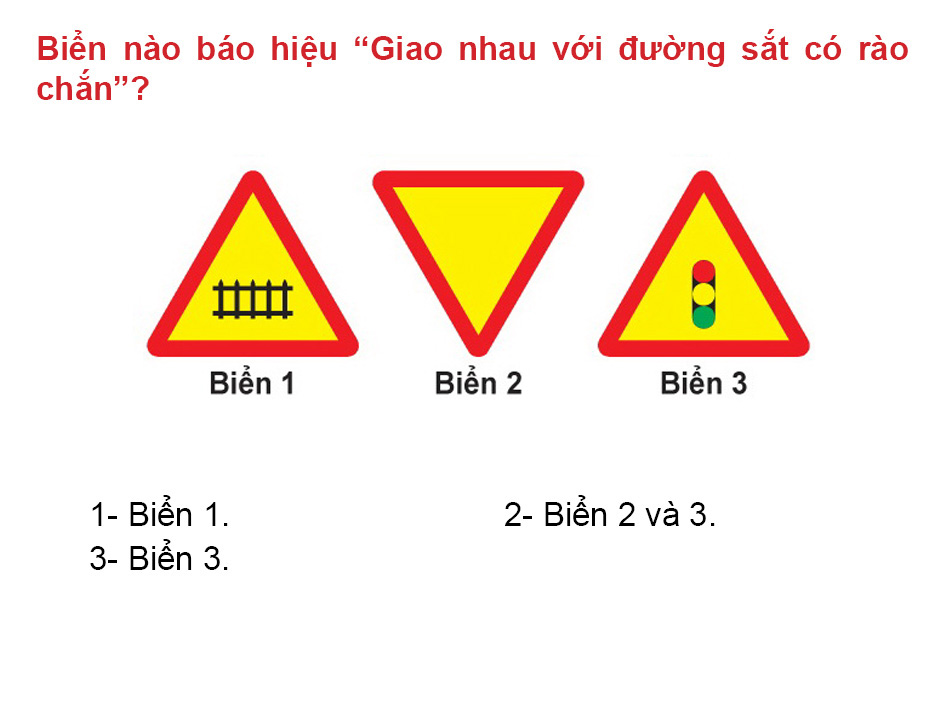 Biển nào báo hiệu “Giao nhau với đường sắt có rào
chắn”?
Biển 1 Biển 2 Biển 3
1- Biển 1. 2- Biển 2 và 3.
3- Biển 3.